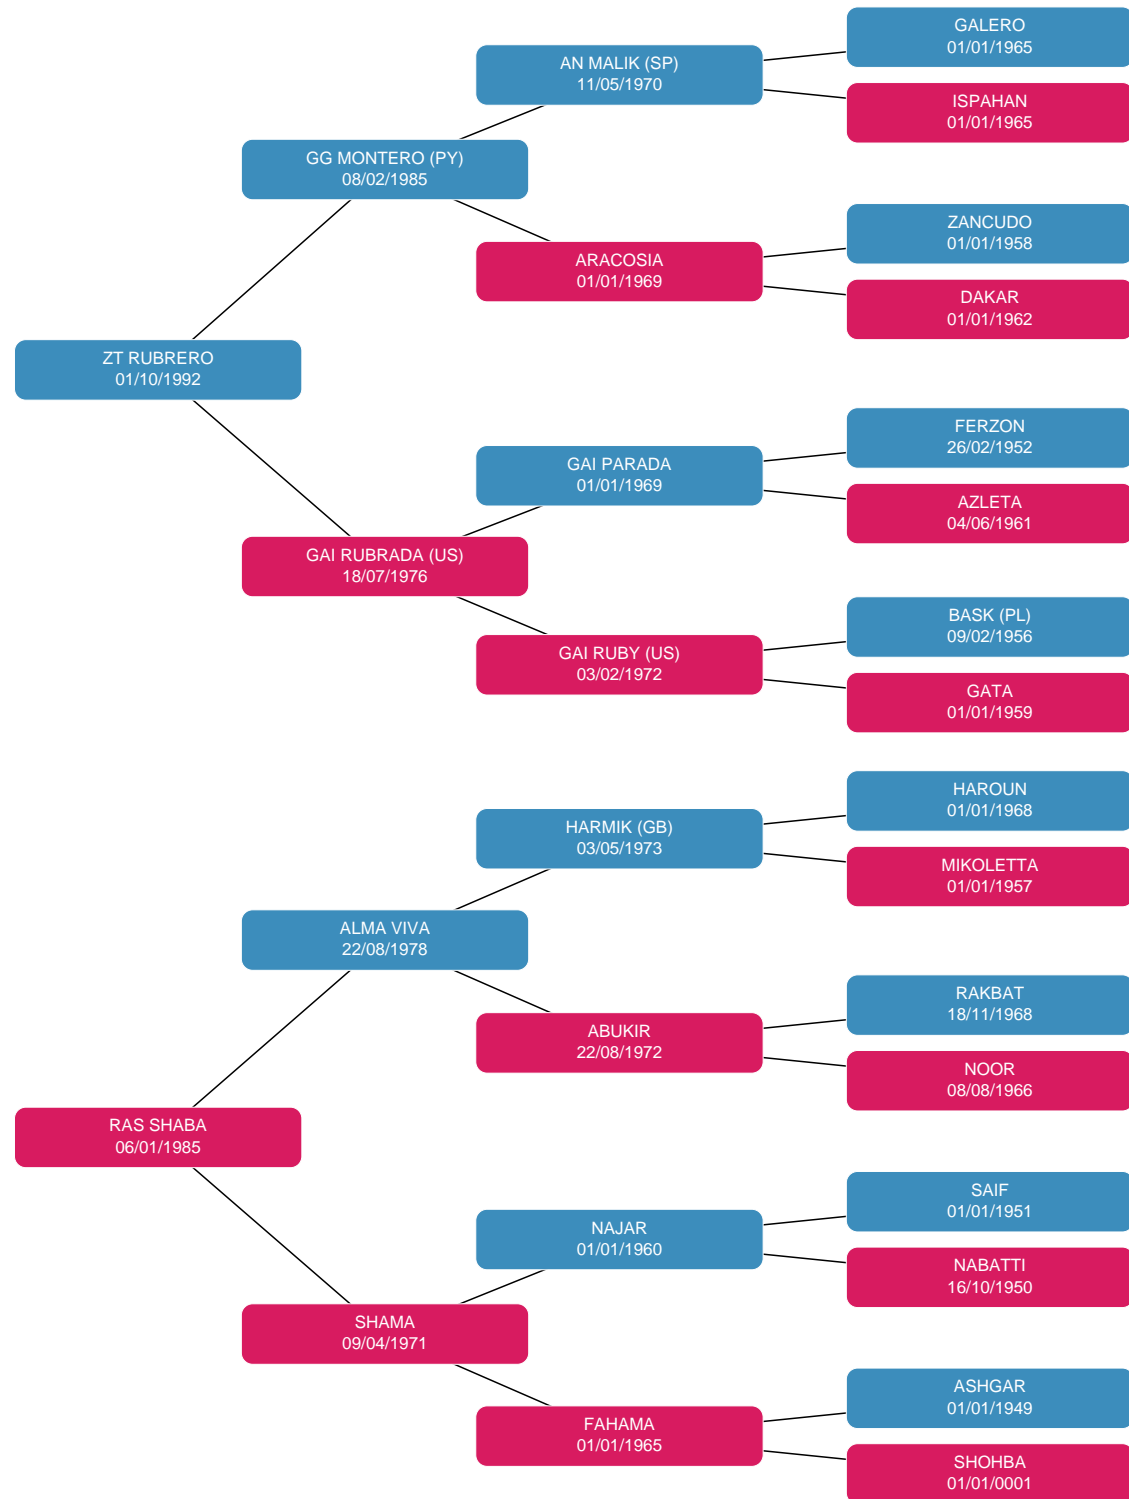 GALERO
01/01/1965
AN MALIK (SP)
11/05/1970
ISPAHAN
01/01/1965
GG MONTERO (PY)
08/02/1985
ZANCUDO
01/01/1958
ARACOSIA
01/01/1969
DAKAR
01/01/1962
ZT RUBRERO
01/10/1992
FERZON
26/02/1952
GAI PARADA
01/01/1969
AZLETA
04/06/1961
GAI RUBRADA (US)
18/07/1976
BASK (PL)
09/02/1956
GAI RUBY (US)
03/02/1972
GATA
01/01/1959
HAROUN
01/01/1968
HARMIK (GB)
03/05/1973
MIKOLETTA
01/01/1957
ALMA VIVA
22/08/1978
RAKBAT
18/11/1968
ABUKIR
22/08/1972
NOOR
08/08/1966
RAS SHABA
06/01/1985
SAIF
01/01/1951
NAJAR
01/01/1960
NABATTI
16/10/1950
SHAMA
09/04/1971
ASHGAR
01/01/1949
FAHAMA
01/01/1965
SHOHBA
01/01/0001